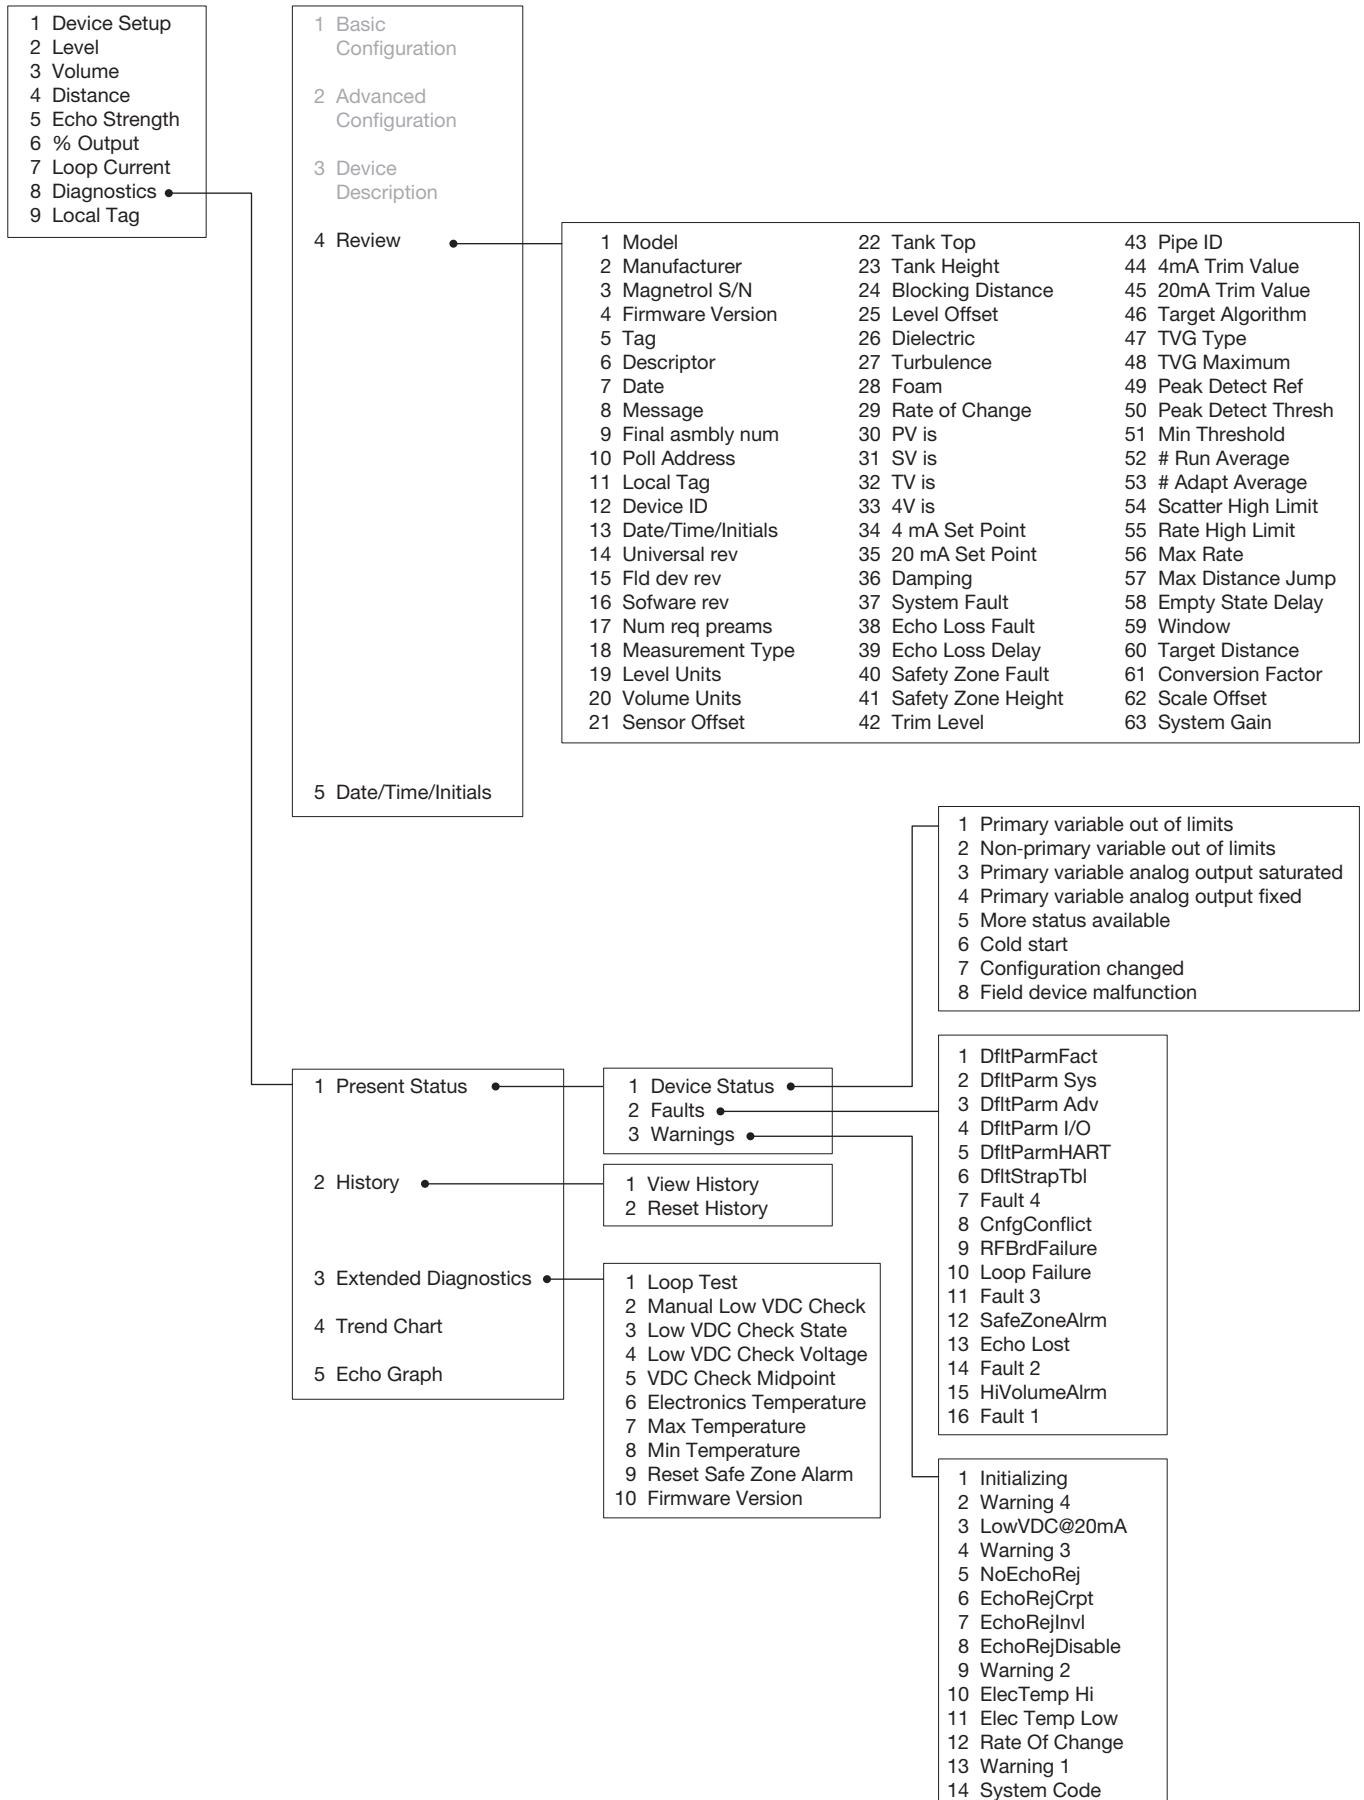 1 Device Setup
2 Level
3 Volume
4 Distance
5 Echo Strength
6 % Output
7 Loop Current
8 Diagnostics
9 Local Tag
1 Basic
Configuration
2 Advanced
Configuration
3 Device
Description
4 Review
5 Date/Time/Initials
1 Model
2 Manufacturer
3 Magnetrol S/N
4 Firmware Version
5 Tag
6 Descriptor
7 Date
8 Message
9 Final asmbly num
10 Poll Address
11 Local Tag
12 Device ID
13 Date/Time/Initials
14 Universal rev
15 Fld dev rev
16 Sofware rev
17 Num req preams
18 Measurement Type
19 Level Units
20 Volume Units
21 Sensor Offset
22 Tank Top
23 Tank Height
24 Blocking Distance
25 Level Offset
26 Dielectric
27 Turbulence
28 Foam
29 Rate of Change
30 PV is
31 SV is
32 TV is
33 4V is
34 4 mA Set Point
35 20 mA Set Point
36 Damping
37 System Fault
38 Echo Loss Fault
39 Echo Loss Delay
40 Safety Zone Fault
41 Safety Zone Height
42 Trim Level
43 Pipe ID
44 4mA Trim Value
45 20mA Trim Value
46 Target Algorithm
47 TVG Type
48 TVG Maximum
49 Peak Detect Ref
50 Peak Detect Thresh
51 Min Threshold
52 # Run Average
53 # Adapt Average
54 Scatter High Limit
55 Rate High Limit
56 Max Rate
57 Max Distance Jump
58 Empty State Delay
59 Window
60 Target Distance
61 Conversion Factor
62 Scale Offset
63 System Gain
1 Present Status
2 History
3 Extended Diagnostics
4 Trend Chart
5 Echo Graph
1 Device Status
2 Faults
3 Warnings
1 View History
2 Reset History
1 Loop Test
2 Manual Low VDC Check
3 Low VDC Check State
4 Low VDC Check Voltage
5 VDC Check Midpoint
6 Electronics Temperature
7 Max Temperature
8 Min Temperature
9 Reset Safe Zone Alarm
10 Firmware Version
1 Primary variable out of limits
2 Non-primary variable out of limits
3 Primary variable analog output saturated
4 Primary variable analog output fixed
5 More status available
6 Cold start
7 Configuration changed
8 Field device malfunction
1 DfltParmFact
2 DfltParm Sys
3 DfltParm Adv
4 DfltParm I/O
5 DfltParmHART
6 DfltStrapTbl
7 Fault 4
8 CnfgConflict
9 RFBrdFailure
10 Loop Failure
11 Fault 3
12 SafeZoneAlrm
13 Echo Lost
14 Fault 2
15 HiVolumeAlrm
16 Fault 1
1 Initializing
2 Warning 4
3 LowVDC@20mA
4 Warning 3
5 NoEchoRej
6 EchoRejCrpt
7 EchoRejInvl
8 EchoRejDisable
9 Warning 2
10 ElecTemp Hi
11 Elec Temp Low
12 Rate Of Change
13 Warning 1
14 System Code